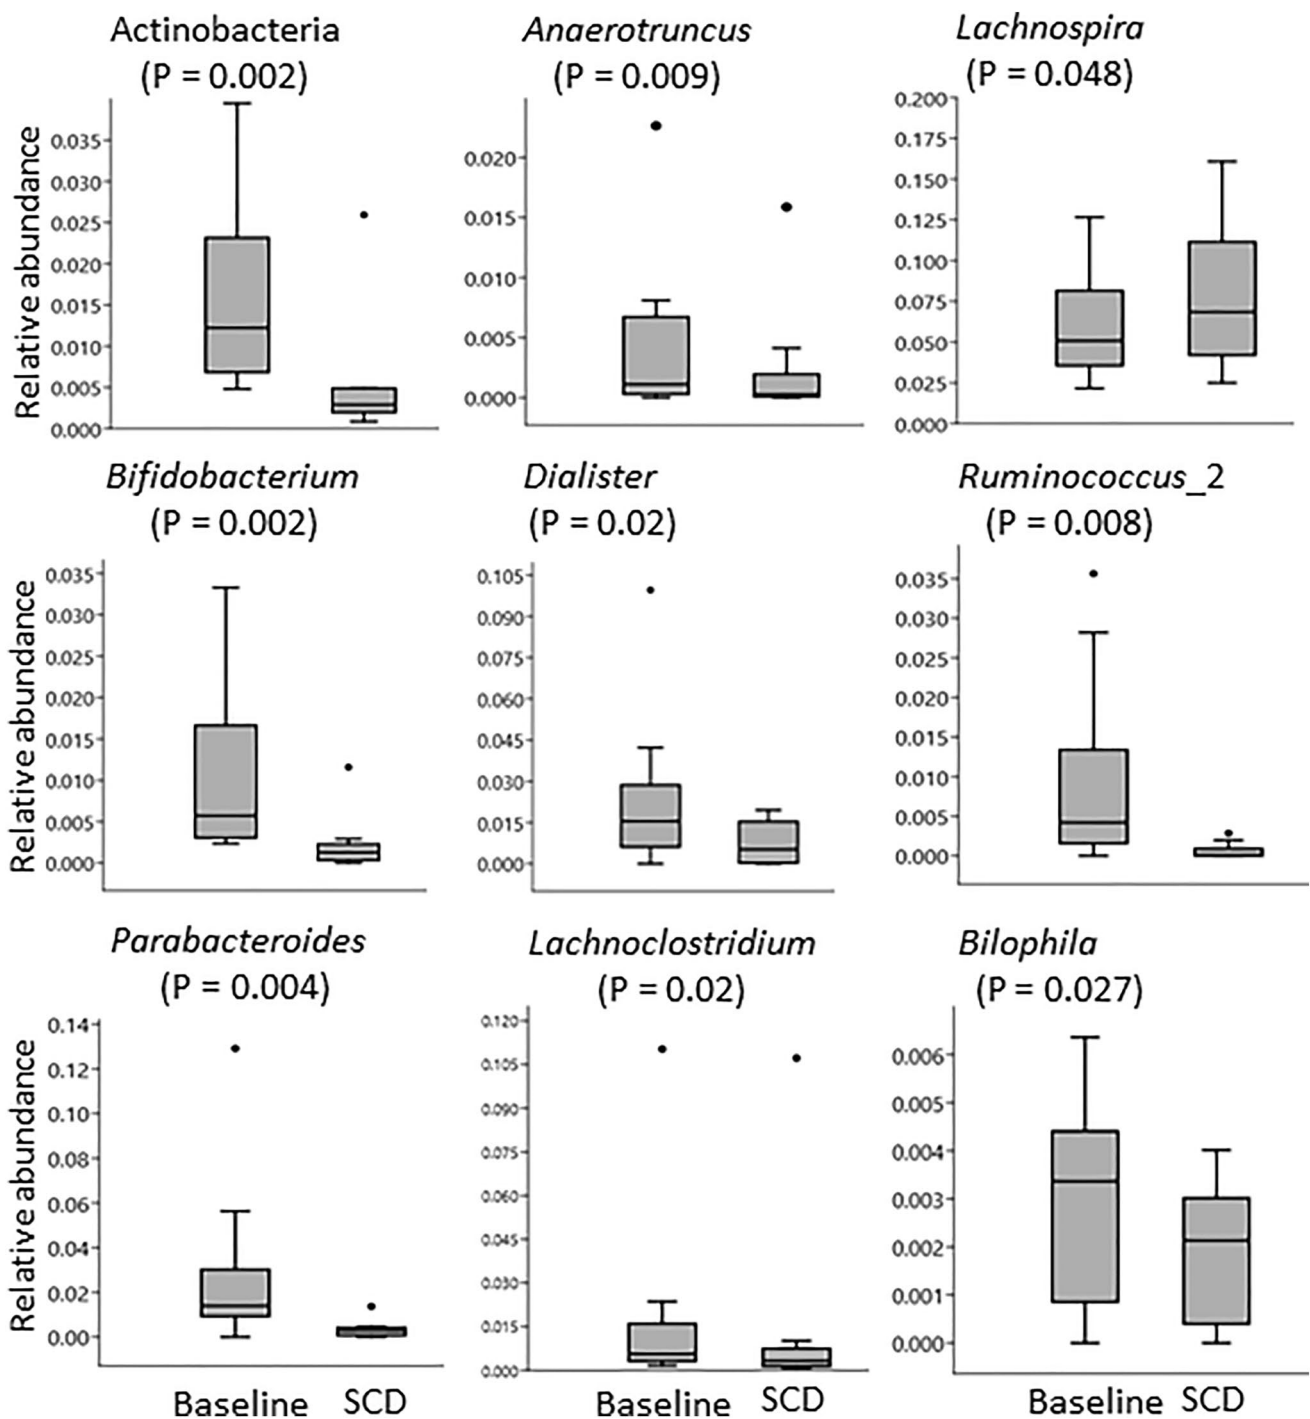 Actinobacteria
(P = 0.002)
Relative abundance
0.035
0.030
0.025
0.020
0.015
0.010
0.005
0.000
Anaerotruncus
(P = 0.009)
0.020
0.015
0.010
0.005
0.000
Lachnospira
(P = 0.048)
0.200
0.175
0.150
0.125
0.100
0.075
0.050
0.025
0.000
Bifidobacterium
(P = 0.002)
Relative abundance
0.035
0.030
0.025
0.020
0.015
0.010
0.005
0.000
Dialister
(P = 0.02)
0.105
0.090
0.075
0.060
0.045
0.030
0.015
0.000
Ruminococcus_2
(P = 0.008)
0.035
0.030
0.025
0.020
0.015
0.010
0.005
0.000
Parabacteroides
(P = 0.004)
Relative abundance
0.14
0.12
0.10
0.08
0.06
0.04
0.02
0.00
Baseline SCD
Lachnoclostridium
(P = 0.02)
0.120
0.105
0.090
0.075
0.060
0.045
0.030
0.015
0.000
Baseline SCD
Bilophila
(P = 0.027)
0.006
0.005
0.004
0.003
0.002
0.001
0.000
Baseline SCD